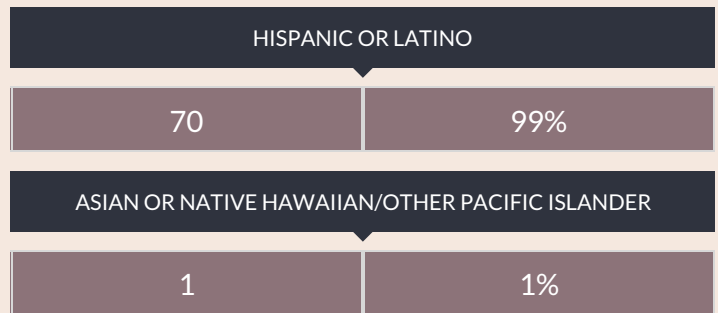 HISPANIC OR LATINO
70 99%
ASIAN OR NATIVE HAWAIIAN/OTHER PACIFIC ISLANDER
1 1%